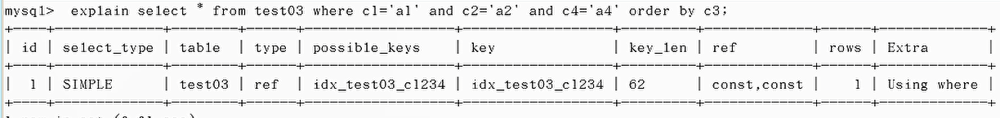 mysql> explain select * from test03 where c1='a1' and c2='a2' and c4='a4' order by c3;
+----+-------------+--------+------+------------------+------------------+---------+-------------+------+-------------+
| id | select_type | table | type | possible_keys | key | key_len | ref | rows | Extra |
+----+-------------+--------+------+------------------+------------------+---------+-------------+------+-------------+
| 1 | SIMPLE | test03 | ref | idx_test03_c1234 | idx_test03_c1234 | 62 | const,const | 1 | Using where |
+----+-------------+--------+------+------------------+------------------+---------+-------------+------+-------------+